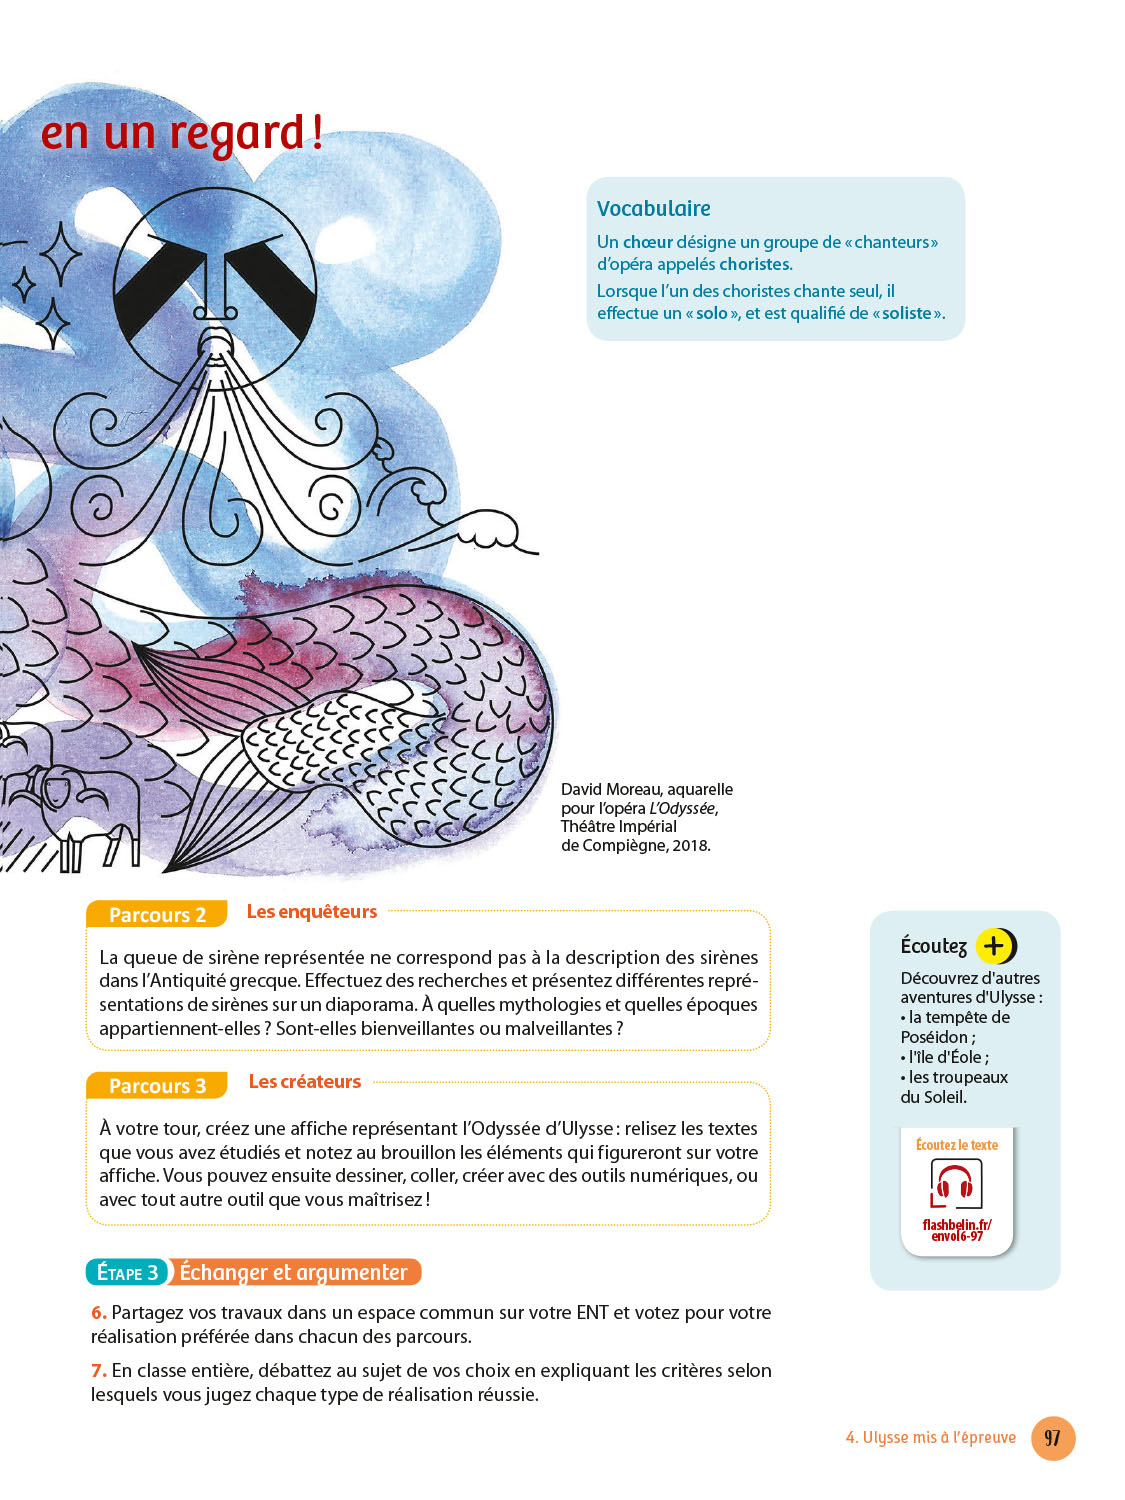 en un regard !
Vocabulaire
Un chœur désigne un groupe de « chanteurs »
d’opéra appelés choristes.
Lorsque l’un des choristes chante seul, il
effectue un « solo », et est qualifié de « soliste ».
David Moreau, aquarelle
pour l’opéra L’Odyssée,
Théâtre Impérial
de Compiègne, 2018.
Parcours 2 Les enquêteurs
La queue de sirène représentée ne correspond pas à la description des sirènes
dans l’Antiquité grecque. Effectuez des recherches et présentez différentes repré-
sentations de sirènes sur un diaporama. À quelles mythologies et quelles époques
appartiennent-elles ? Sont-elles bienveillantes ou malveillantes ?
Parcours 3 Les créateurs
À votre tour, créez une affiche représentant l’Odyssée d’Ulysse : relisez les textes
que vous avez étudiés et notez au brouillon les éléments qui figureront sur votre
affiche. Vous pouvez ensuite dessiner, coller, créer avec des outils numériques, ou
avec tout autre outil que vous maîtrisez !
Écoutez +
Découvrez d'autres
aventures d'Ulysse :
• la tempête de
Poséidon ;
• l'île d'Éole ;
• les troupeaux
du Soleil.
Écoutez le texte
flashbelin.fr/
envol6-97
ÉTAPE 3 Échanger et argumenter
6. Partagez vos travaux dans un espace commun sur votre ENT et votez pour votre
réalisation préférée dans chacun des parcours.
7. En classe entière, débattez au sujet de vos choix en expliquant les critères selon
lesquels vous jugez chaque type de réalisation réussie.
4. Ulysse mis à l’épreuve 97